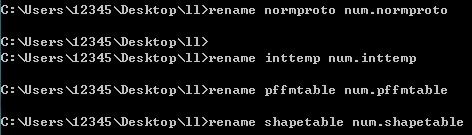 C:\Users\12345\Desktop\ll>rename normproto num.normproto
C:\Users\12345\Desktop\ll>
C:\Users\12345\Desktop\ll>rename inttemp num.inttemp
C:\Users\12345\Desktop\ll>rename pffmtable num.pffmtable
C:\Users\12345\Desktop\ll>rename shapetable num.shapetable